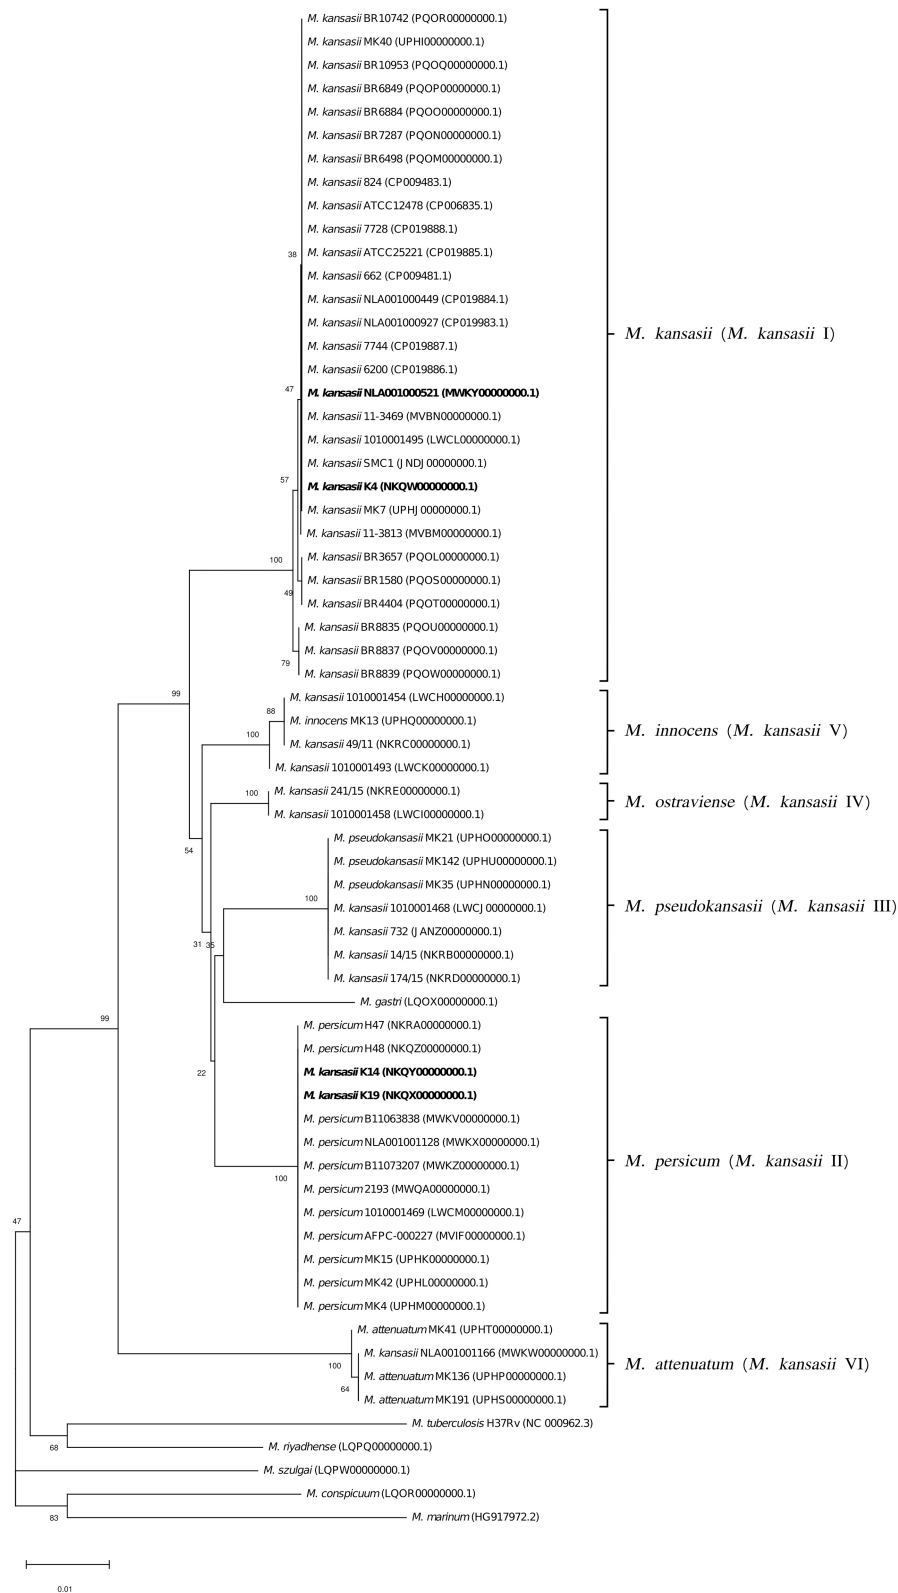 M. kansasii BR10742 (PQOR00000000.1)
M. kansasii MK40 (UPHI00000000.1)
M. kansasii BR10953 (PQOQ00000000.1)
M. kansasii BR6849 (PQOP00000000.1)
M. kansasii BR6884 (PQOO00000000.1)
M. kansasii BR7287 (PQON00000000.1)
M. kansasii BR6498 (PQOM00000000.1)
M. kansasii 824 (CP009483.1)
M. kansasii ATCC12478 (CP006835.1)
M. kansasii 7728 (CP019888.1)
M. kansasii ATCC25221 (CP019885.1)
38
M. kansasii 662 (CP009481.1)
M. kansasii NLA001000449 (CP019884.1)
M. kansasii NLA001000927 (CP019983.1)
M. kansasii (M. kansasii I)
M. kansasii 7744 (CP019887.1)
M. kansasii 6200 (CP019886.1)
47
M. kansasii NLA001000521 (MWKY00000000.1)
M. kansasii 11-3469 (MVBN00000000.1)
M. kansasii 1010001495 (LWCL00000000.1)
M. kansasii SMC1 (JNDJ00000000.1)
57
M. kansasii K4 (NKQW00000000.1)
M. kansasii MK7 (UPHJ00000000.1)
M. kansasii 11-3813 (MVBM00000000.1)
M. kansasii BR3657 (PQOL00000000.1)
100
M. kansasii BR1580 (PQOS00000000.1)
49
M. kansasii BR4404 (PQOT00000000.1)
M. kansasii BR8835 (PQOU00000000.1)
M. kansasii BR8837 (PQOV00000000.1)
79
M. kansasii BR8839 (PQOW00000000.1)
99
M. kansasii 1010001454 (LWCH00000000.1)
88
M. innocens MK13 (UPHQ00000000.1)
M. innocens (M. kansasii V)
100
M. kansasii 49/11 (NKRC00000000.1)
M. kansasii 1010001493 (LWCK00000000.1)
100
M. kansasii 241/15 (NKRE00000000.1)
M. ostraviense (M. kansasii IV)
M. kansasii 1010001458 (LWCI00000000.1)
M. pseudokansasii MK21 (UPHO00000000.1)
54
M. pseudokansasii MK142 (UPHU00000000.1)
M. pseudokansasii MK35 (UPHN00000000.1)
100
M. kansasii 1010001468 (LWCJ00000000.1)
M. pseudokansasii (M. kansasii III)
M. kansasii 732 (JANZ00000000.1)
31 35
M. kansasii 14/15 (NKRB00000000.1)
M. kansasii 174/15 (NKRD00000000.1)
M. gastri (LQOX00000000.1)
99
M. persicum H47 (NKRA00000000.1)
M. persicum H48 (NKQZ00000000.1)
22
M. kansasii K14 (NKQY00000000.1)
M. kansasii K19 (NKQX00000000.1)
M. persicum B11063838 (MWKV00000000.1)
M. persicum NLA001001128 (MWKX00000000.1)
M. persicum (M. kansasii II)
M. persicum B11073207 (MWKZ00000000.1)
100
M. persicum 2193 (MWQA00000000.1)
M. persicum 1010001469 (LWCM00000000.1)
47
M. persicum AFPC-000227 (MVIF00000000.1)
M. persicum MK15 (UPHK00000000.1)
M. persicum MK42 (UPHL00000000.1)
M. persicum MK4 (UPHM00000000.1)
M. attenuatum MK41 (UPHT00000000.1)
M. kansasii NLA001001166 (MWKW00000000.1)
M. attenuatum (M. kansasii VI)
100
M. attenuatum MK136 (UPHP00000000.1)
64
M. attenuatum MK191 (UPHS00000000.1)
M. tuberculosis H37Rv (NC 000962.3)
68
M. riyadhense (LQPQ00000000.1)
M. szulgai (LQPW00000000.1)
M. conspicuum (LQOR00000000.1)
83
M. marinum (HG917972.2)
0.01